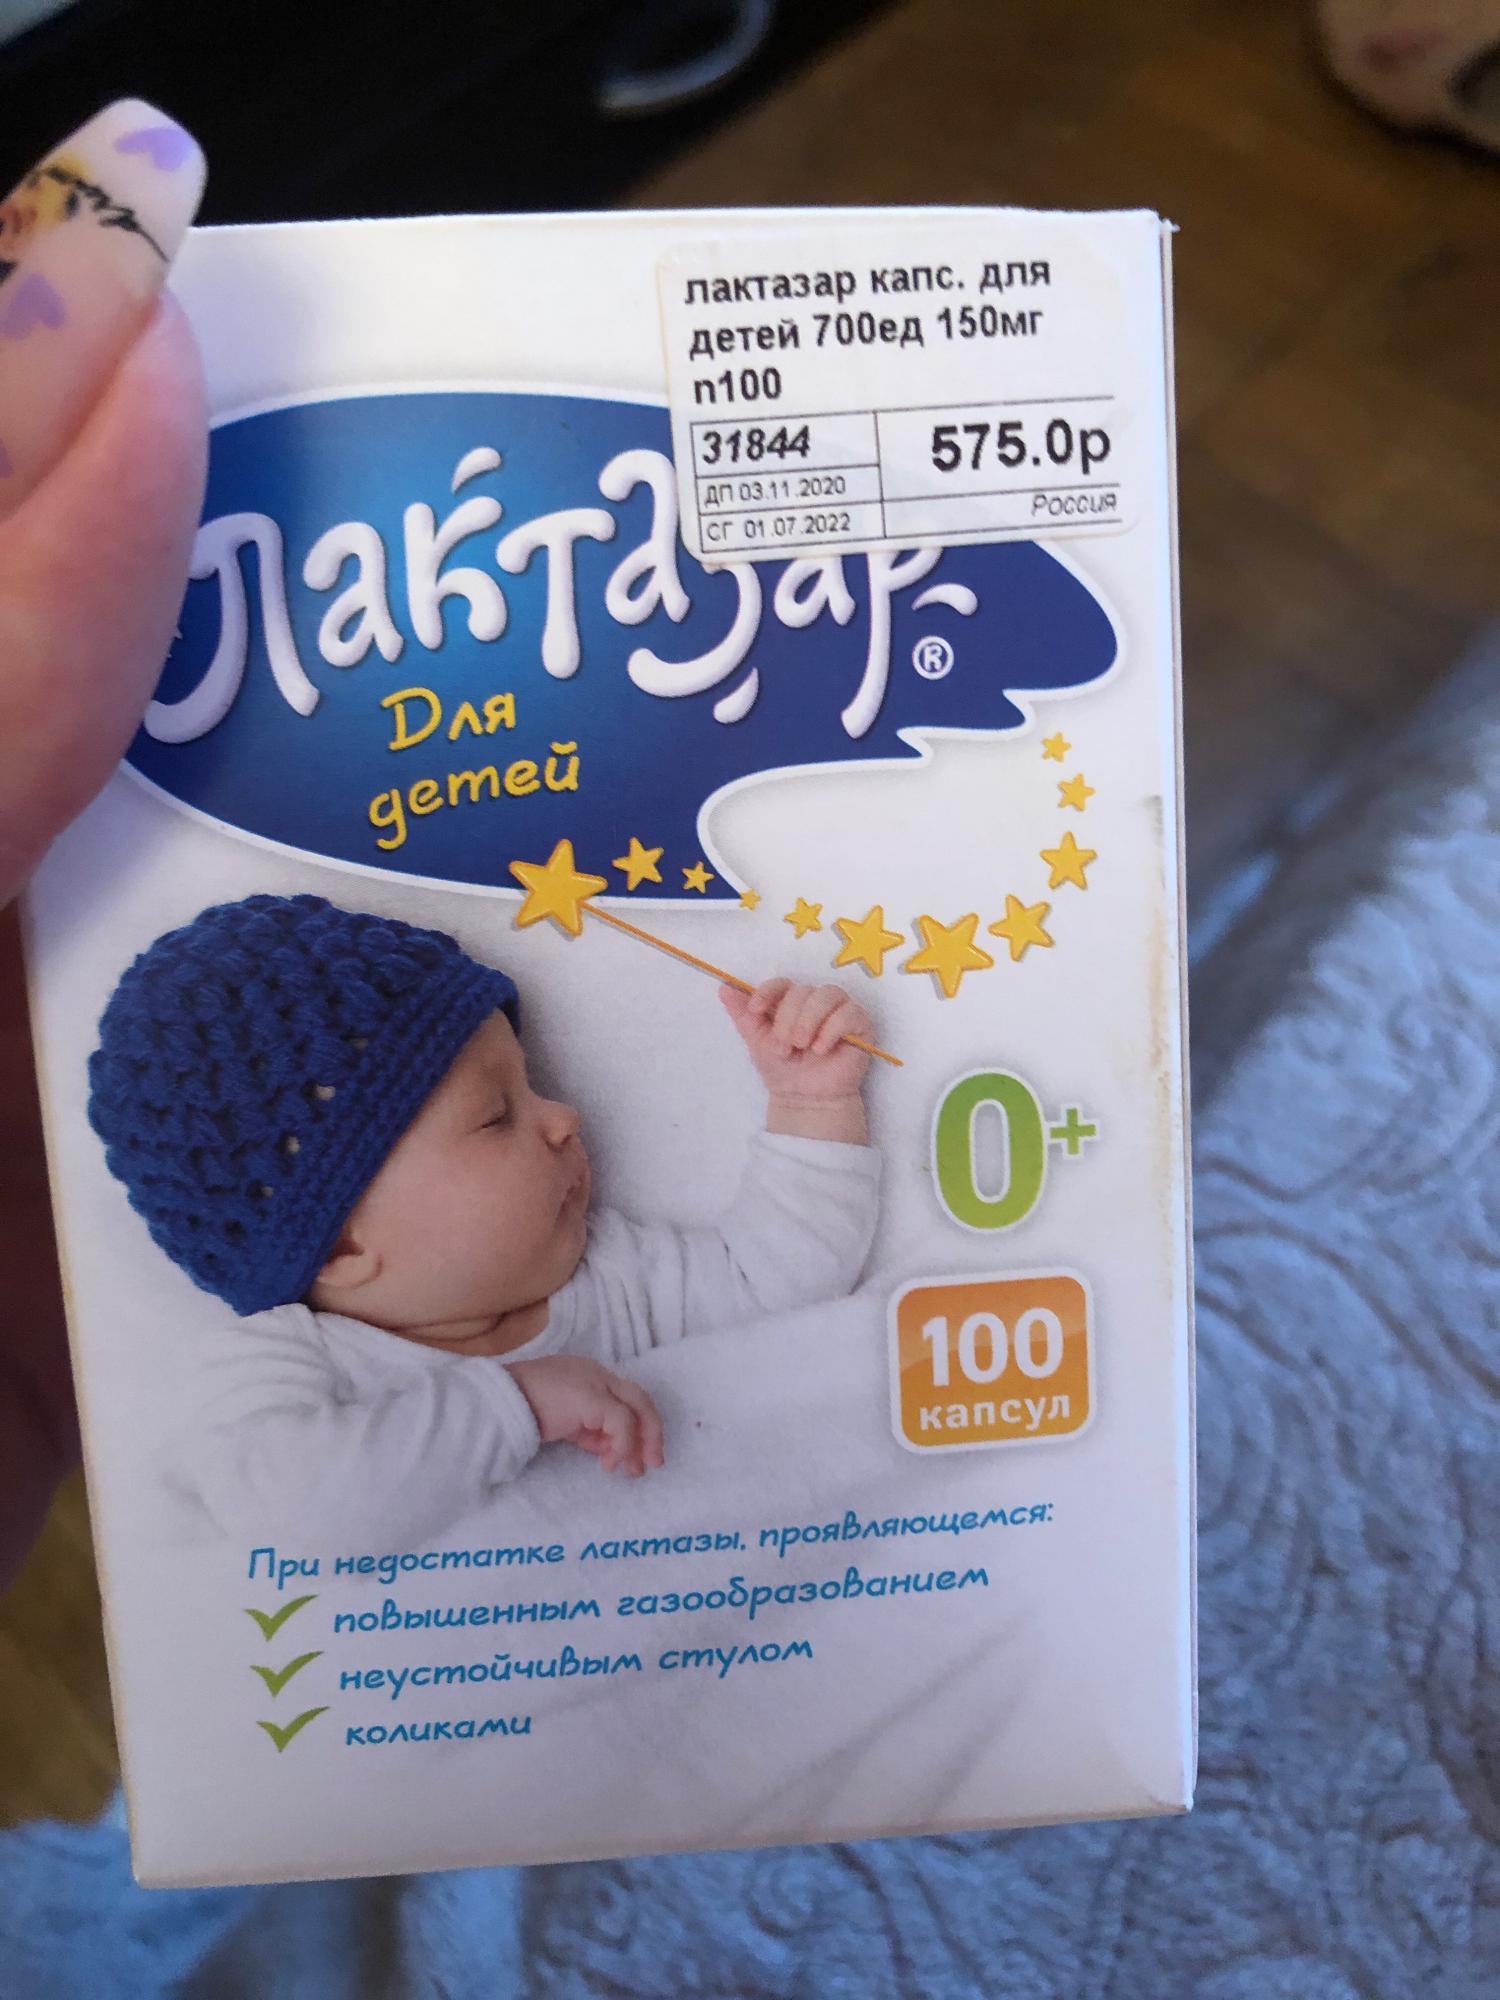 лактазар капс. для
детей 700ед 150мг
n100
31844
575.0р
ДП 03.11.2020
Россия
СГ 01.07.2022
Лактазар ®
Для
детей
0+
100
капсул
При недостатке лактазы, проявляющемся:
повышенным газообразованием
неустойчивым стулом
коликами